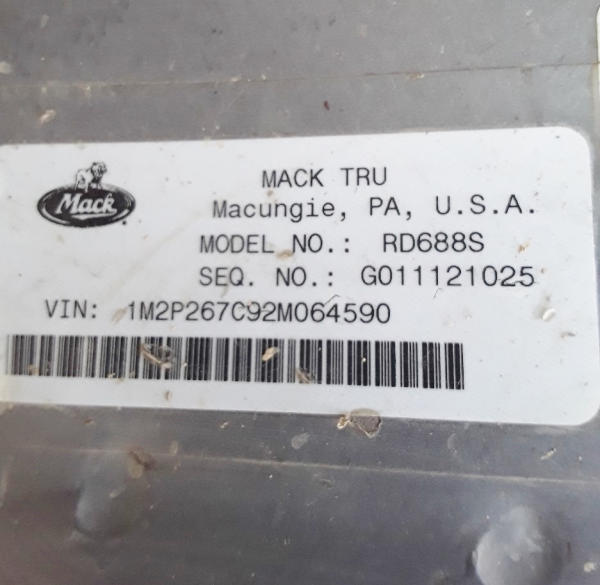 Mack
MACK TRU
Macungie, PA, U.S.A.
MODEL NO.: RD688S
SEQ. NO.: G011121025
VIN: 1M2P267C92M064590